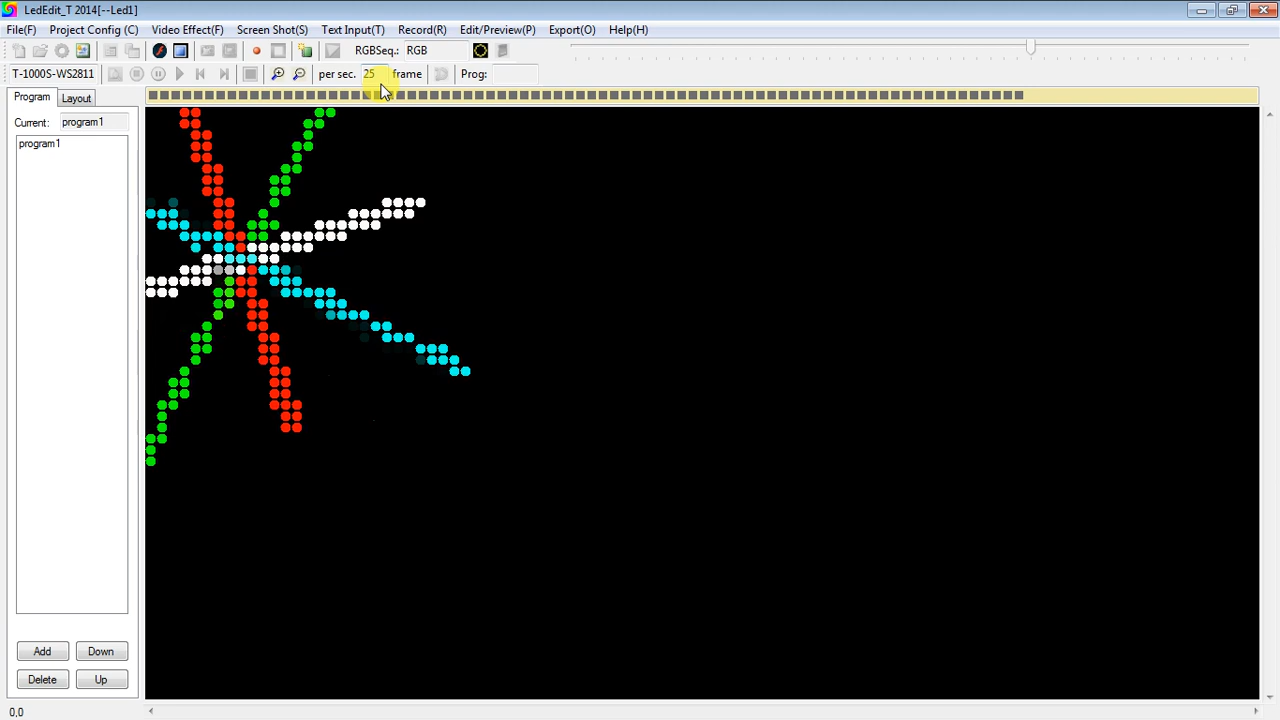 LedEdit_T 2014[--Led1]
File(F) Project Config (C) Video Effect(F) Screen Shot(S) Text Input(T) Record(R) Edit/Preview(P) Export(O) Help(H)
RGBSeq.: RGB
T-1000S-WS2811 per sec. 25 frame Prog:
Program Layout
Current: program1
program1
Add Down
Delete Up
0,0